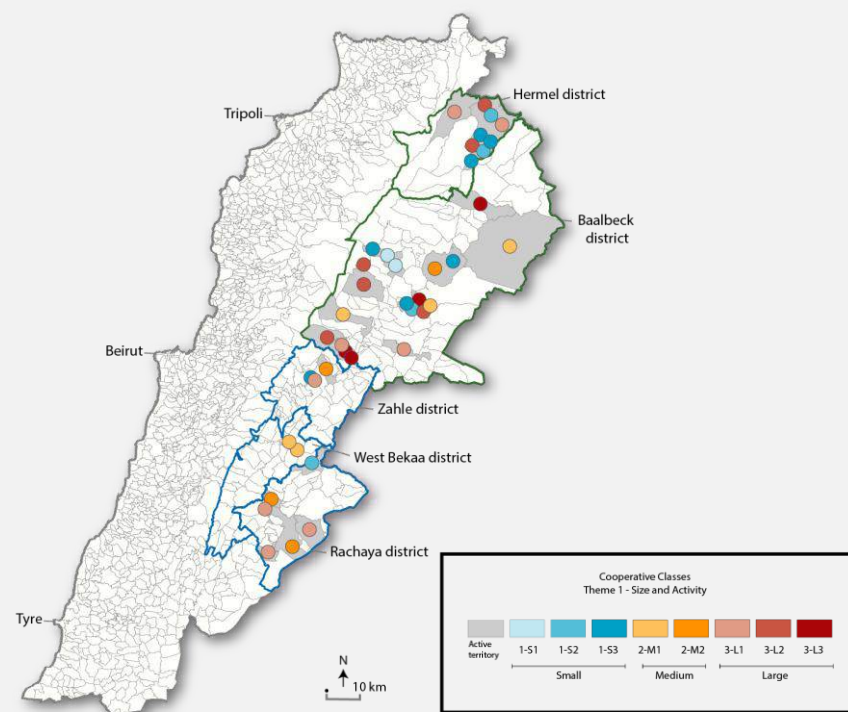 Hermel district
Tripoli
Baalbeck
district
Beirut
Zahle district
West Bekaa district
Rachaya district
Tyre
N
10 km
Cooperative Classes
Theme 1 - Size and Activity
Active
territory
1-S1
1-S2
1-S3
2-M1
2-M2
3-L1
3-L2
3-L3
Small
Medium
Large